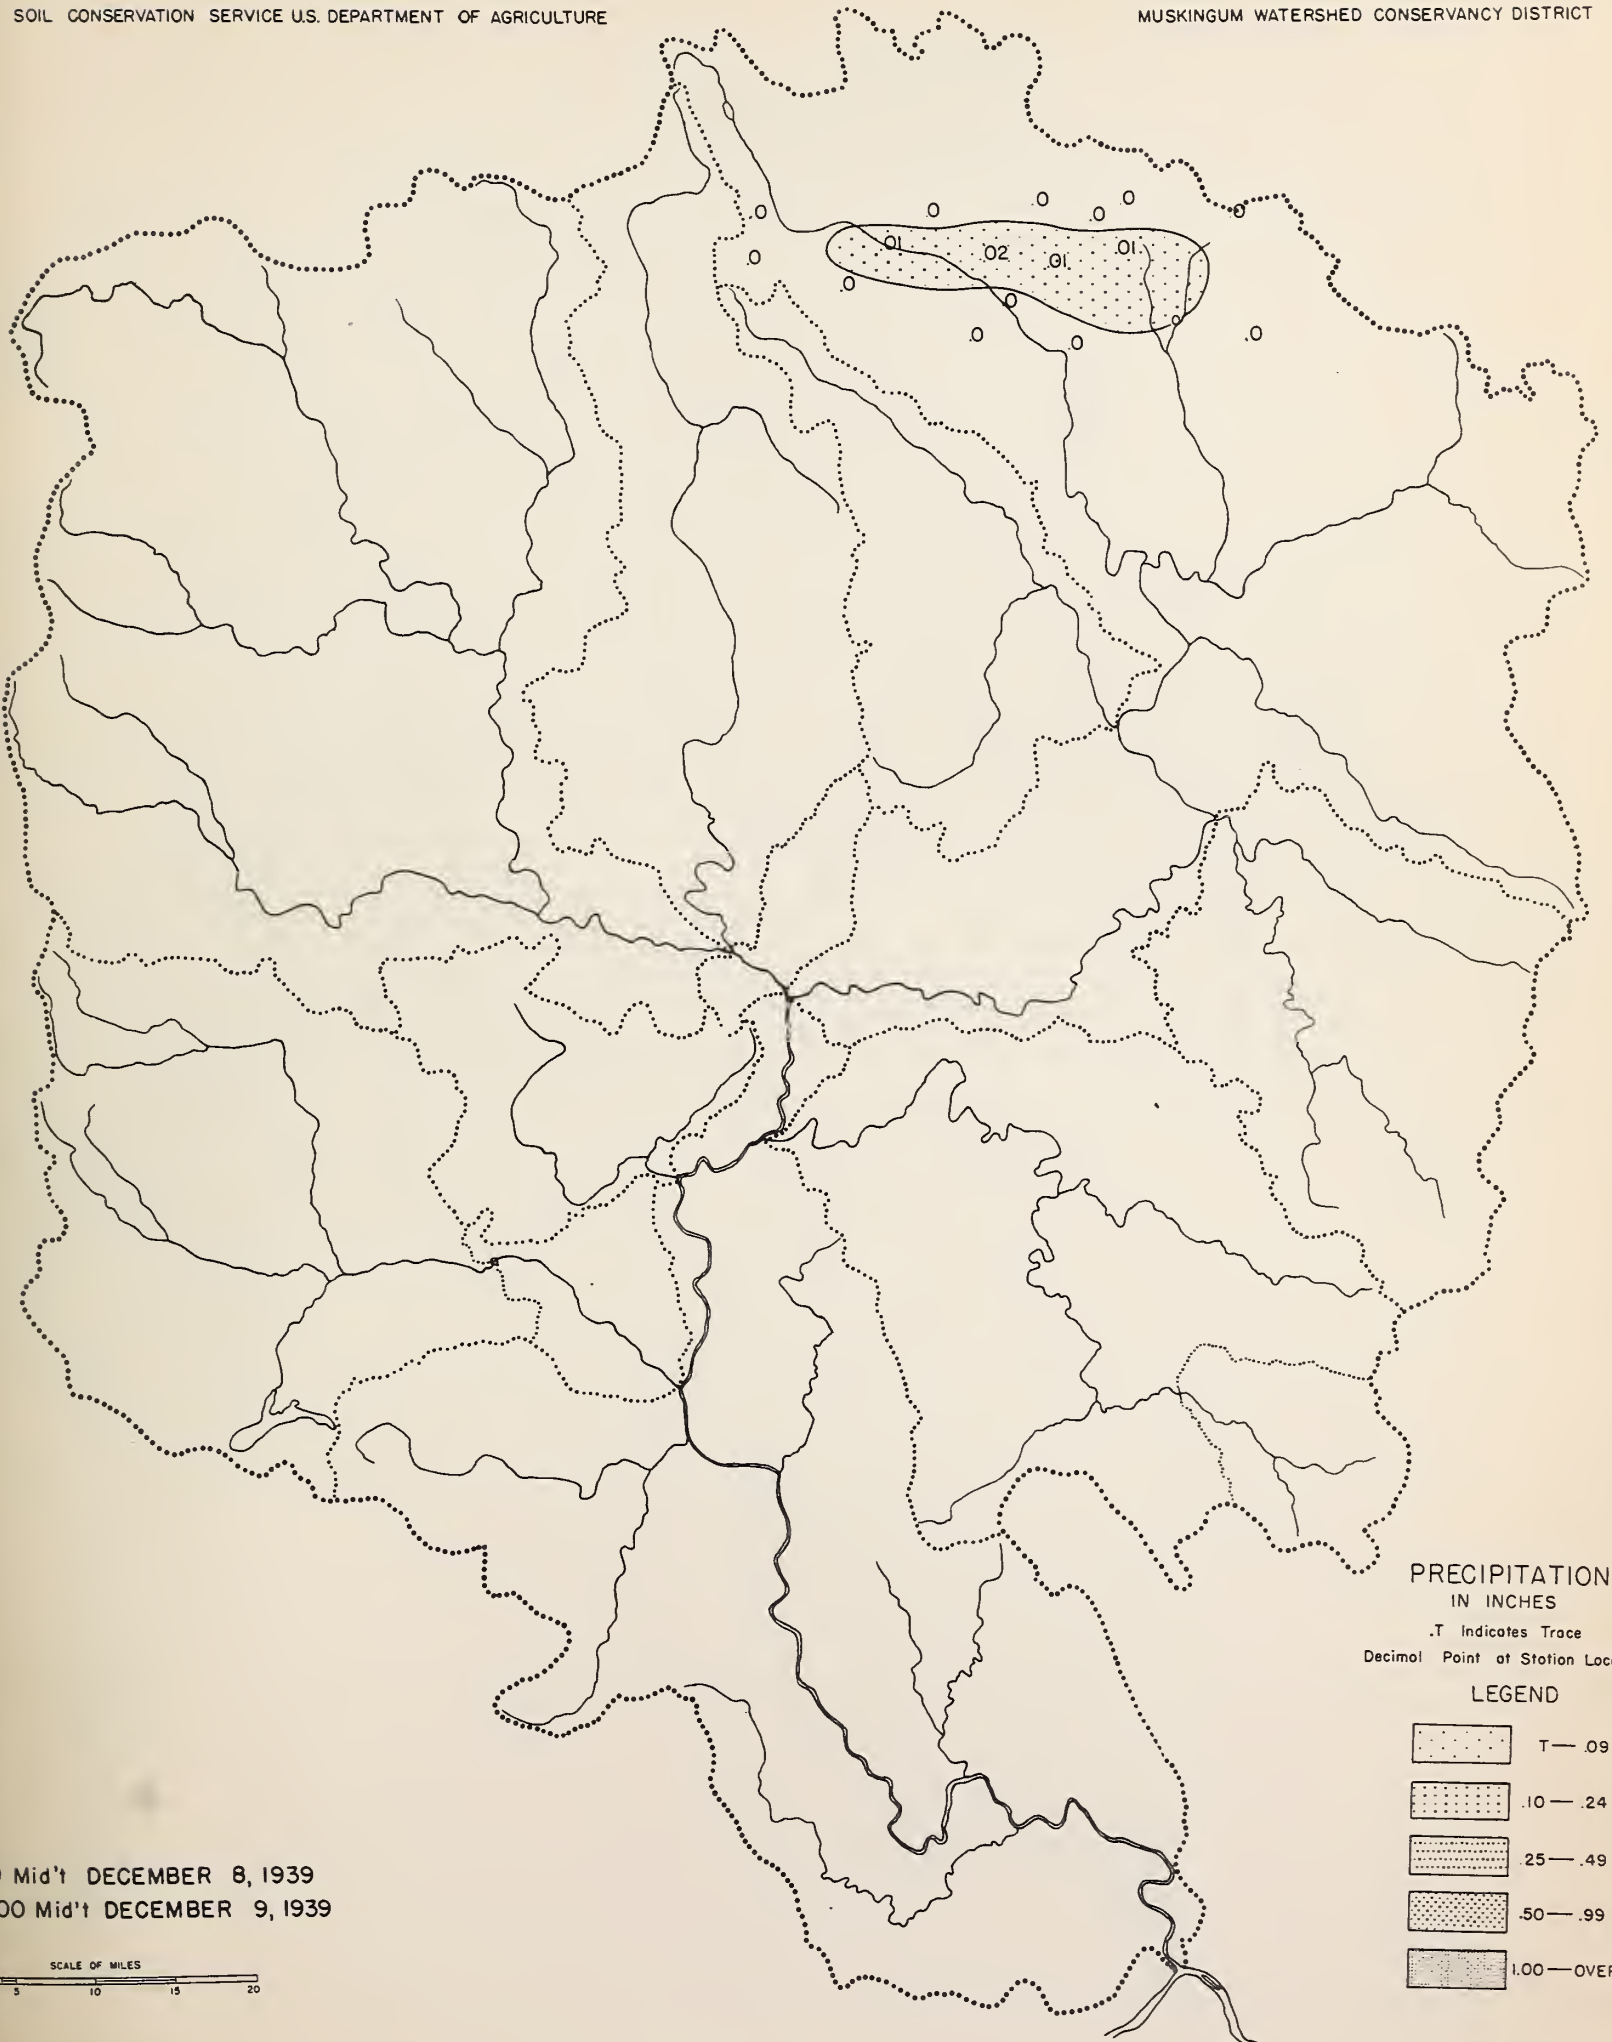 SOIL CONSERVATION SERVICE U.S. DEPARTMENT OF AGRICULTURE
MUSKINGUM WATERSHED CONSERVANCY DISTRICT
.0 .0
.0 .0 .0 .0
.01 .02 .01 .01
.0
.0
.0
.0 .0
.0 .0 .0
PRECIPITATION
IN INCHES
.T Indicates Trace
Decimal Point at Station
LEGEND
T — .09
.10 — .24
.25 — .49
.50 — .99
1.00 — OVER
Mid't DECEMBER 8, 1939
00 Mid't DECEMBER 9, 1939
SCALE OF MILES
5 10 15 20